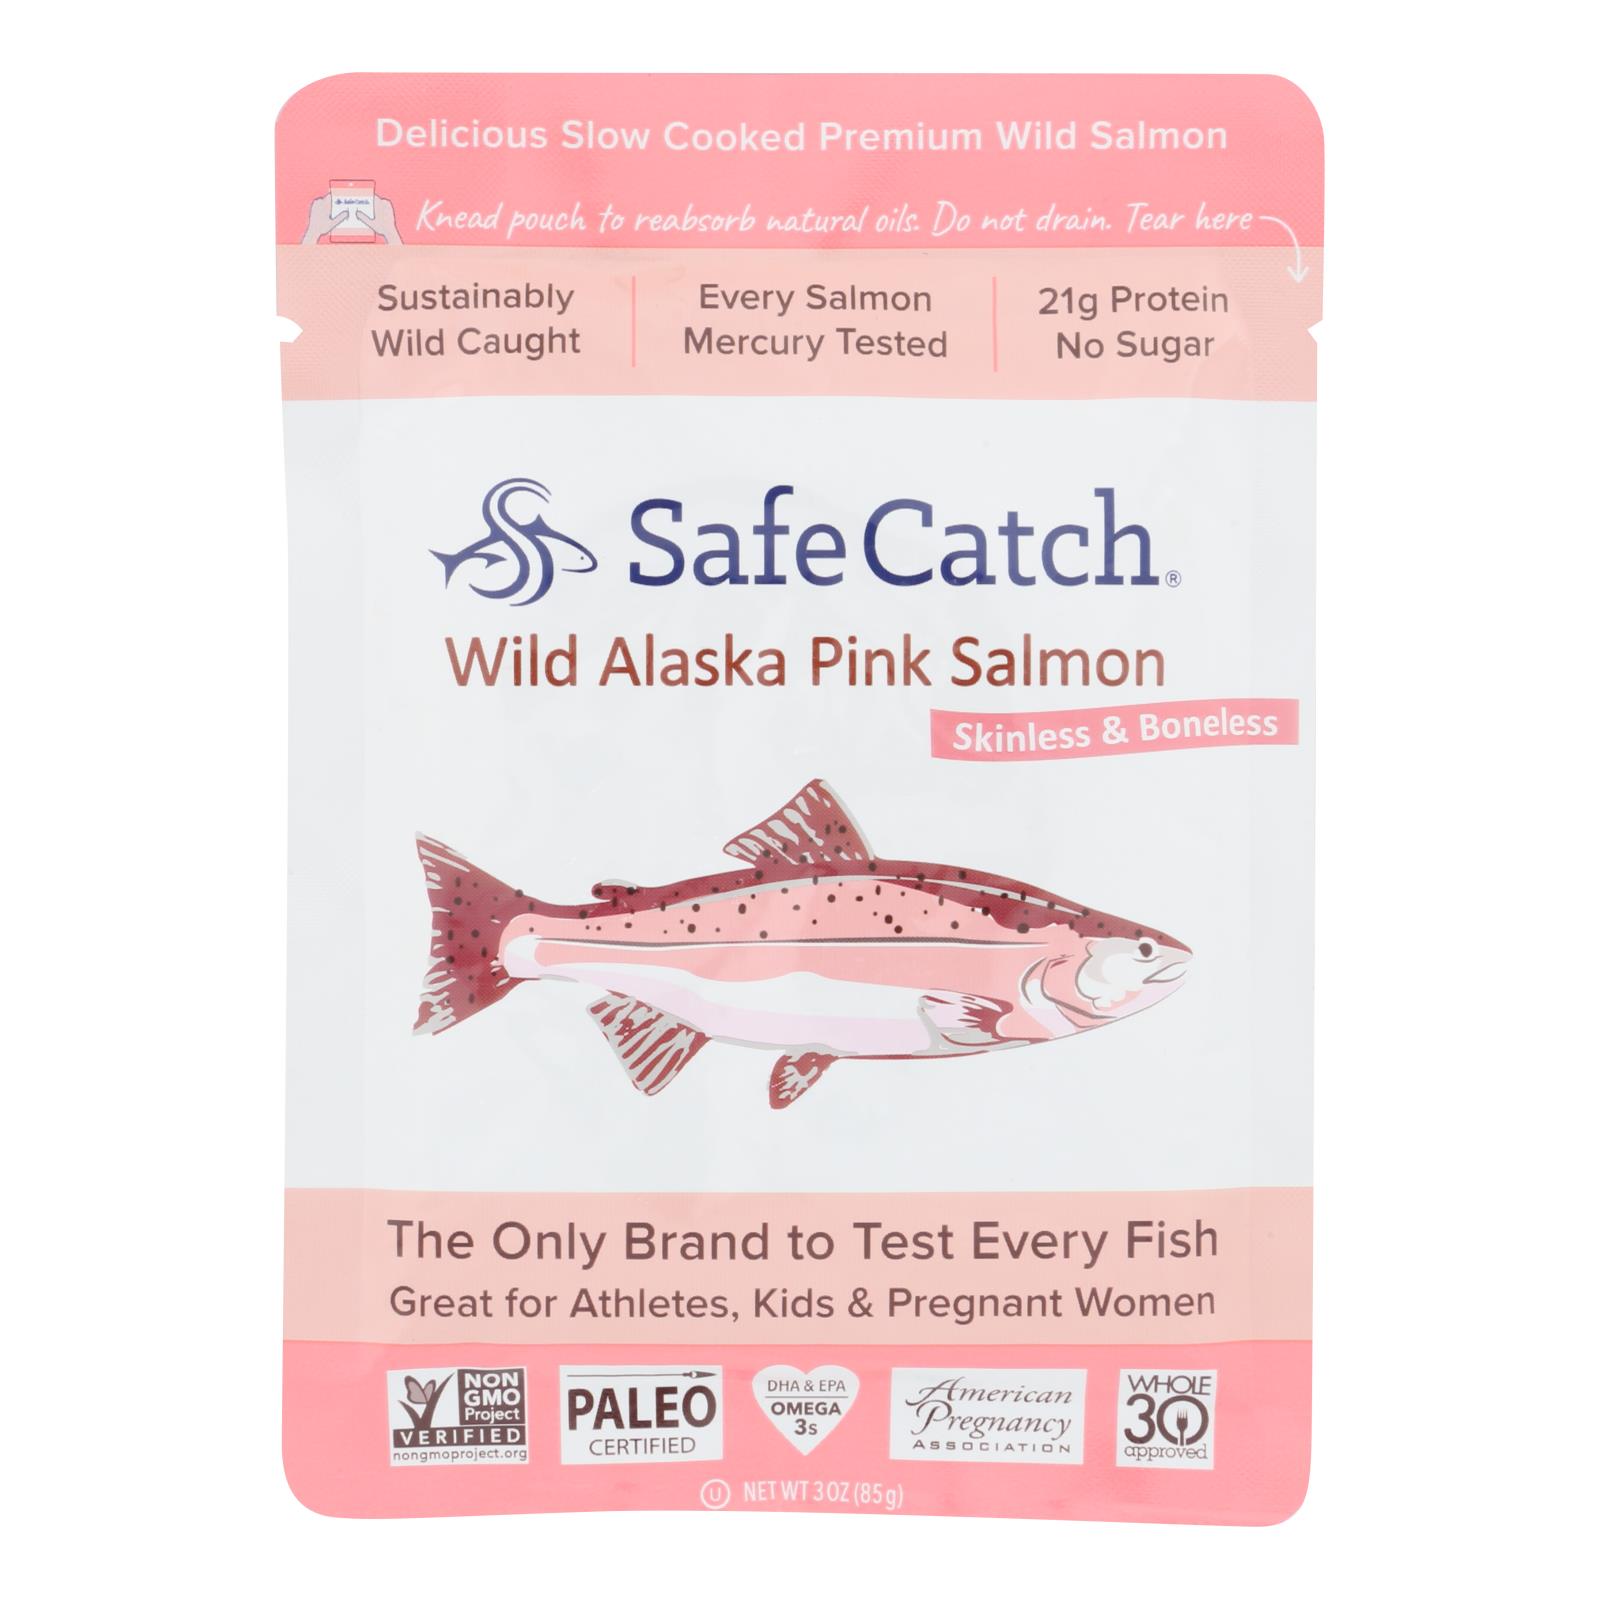 Delicious Slow Cooked Premium Wild Salmon
SafeCatch
Knead pouch to reabsorb natural oils. Do not drain. Tear here
Sustainably
Wild Caught
Every Salmon
Mercury Tested
21g Protein
No Sugar
Safe Catch®
Wild Alaska Pink Salmon
Skinless & Boneless
The Only Brand to Test Every Fish
Great for Athletes, Kids & Pregnant Women
NON
GMO
Project
VERIFIED
nongmoproject.org
PALEO
CERTIFIED
DHA & EPA
OMEGA
3s
American
Pregnancy
ASSOCIATION
WHOLE
30
approved
U NET WT 3 OZ (85g)